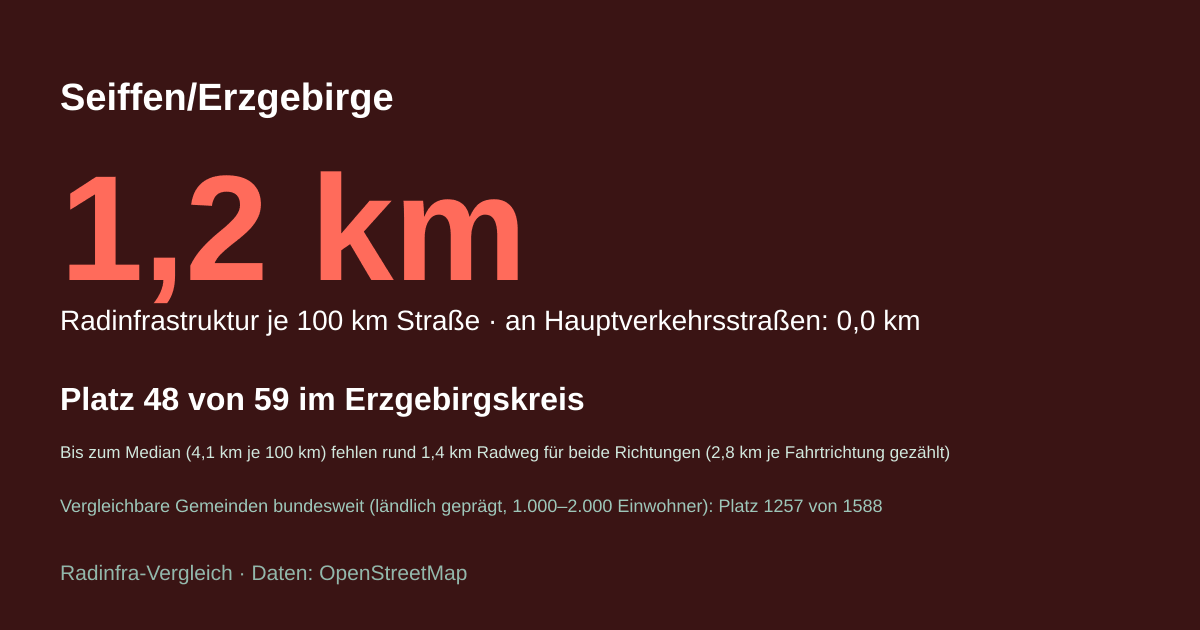 Seiffen/Erzgebirge
1,2 km
Radinfrastruktur je 100 km Straße · an Hauptverkehrsstraßen: 0,0 km
Platz 48 von 59 im Erzgebirgskreis
Bis zum Median (4,1 km je 100 km) fehlen rund 1,4 km Radweg für beide Richtungen (2,8 km je Fahrtrichtung gezählt)
Vergleichbare Gemeinden bundesweit (ländlich geprägt, 1.000–2.000 Einwohner): Platz 1257 von 1588
Radinfra-Vergleich · Daten: OpenStreetMap